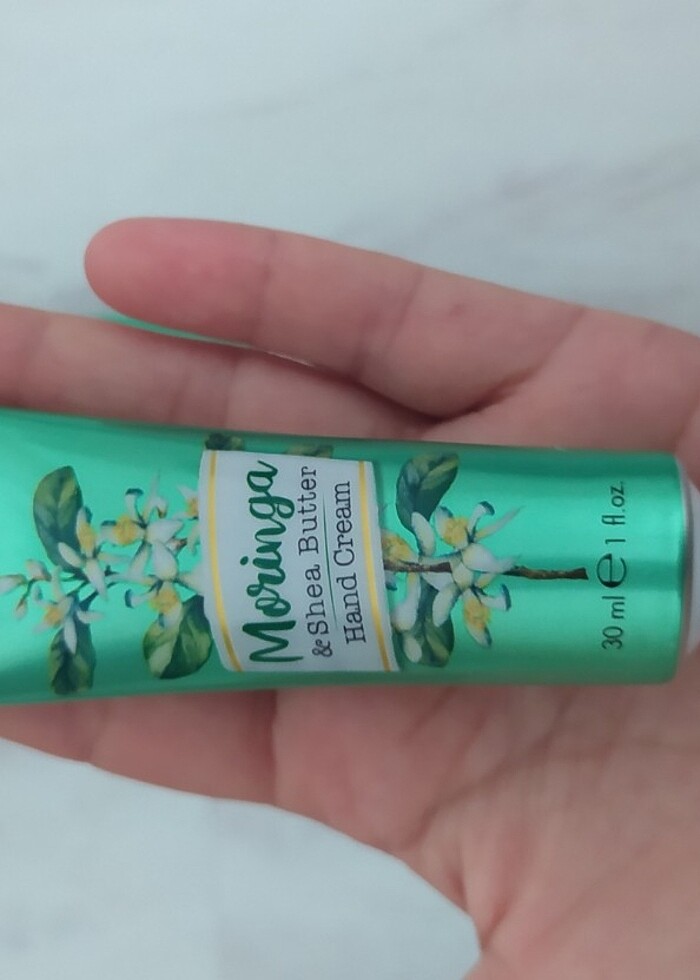 Moringa
& Shea Butter
Hand Cream
30 ml ℮ 1 fl.oz.